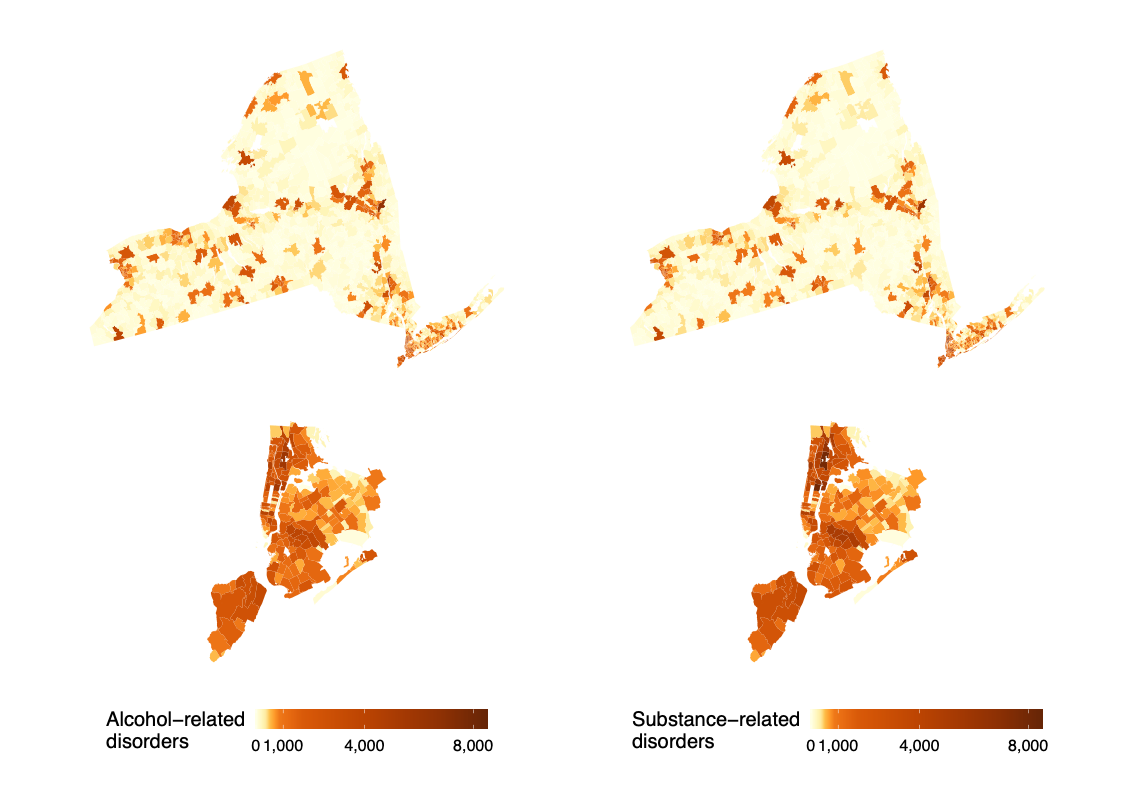 Alcohol−related
disorders
0 1,000 4,000 8,000
Substance−related
disorders
0 1,000 4,000 8,000